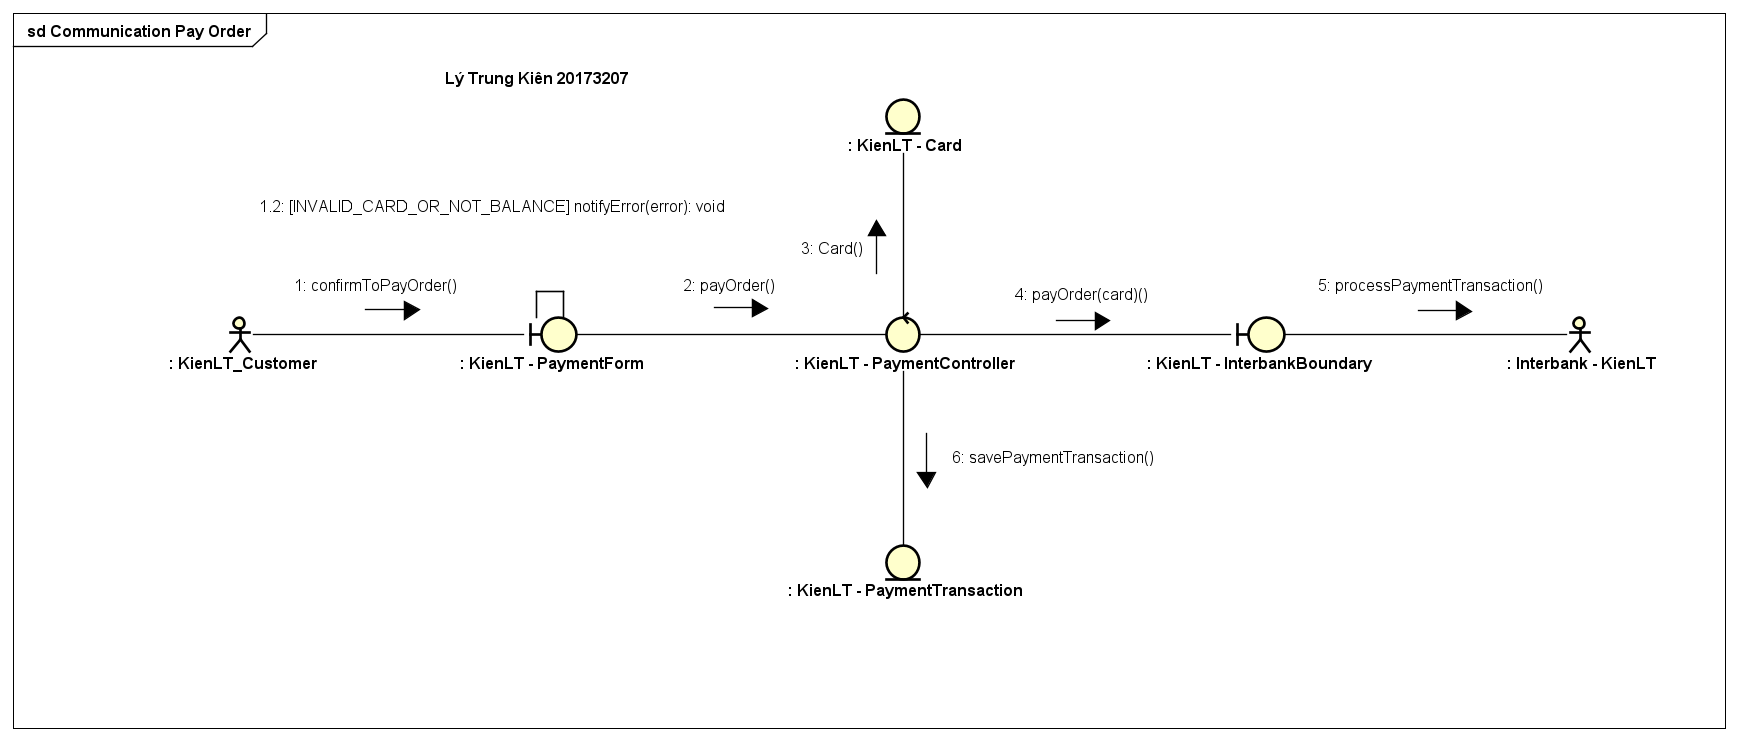 sd Communication Pay Order
Lý Trung Kiên 20173207
: KienLT - Card
1.2: [INVALID_CARD_OR_NOT_BALANCE] notifyError(error): void
3: Card()
1: confirmToPayOrder()
2: payOrder()
4: payOrder(card)()
5: processPaymentTransaction()
: KienLT_Customer
: KienLT - PaymentForm
: KienLT - PaymentController
: KienLT - InterbankBoundary
: Interbank - KienLT
6: savePaymentTransaction()
: KienLT - PaymentTransaction